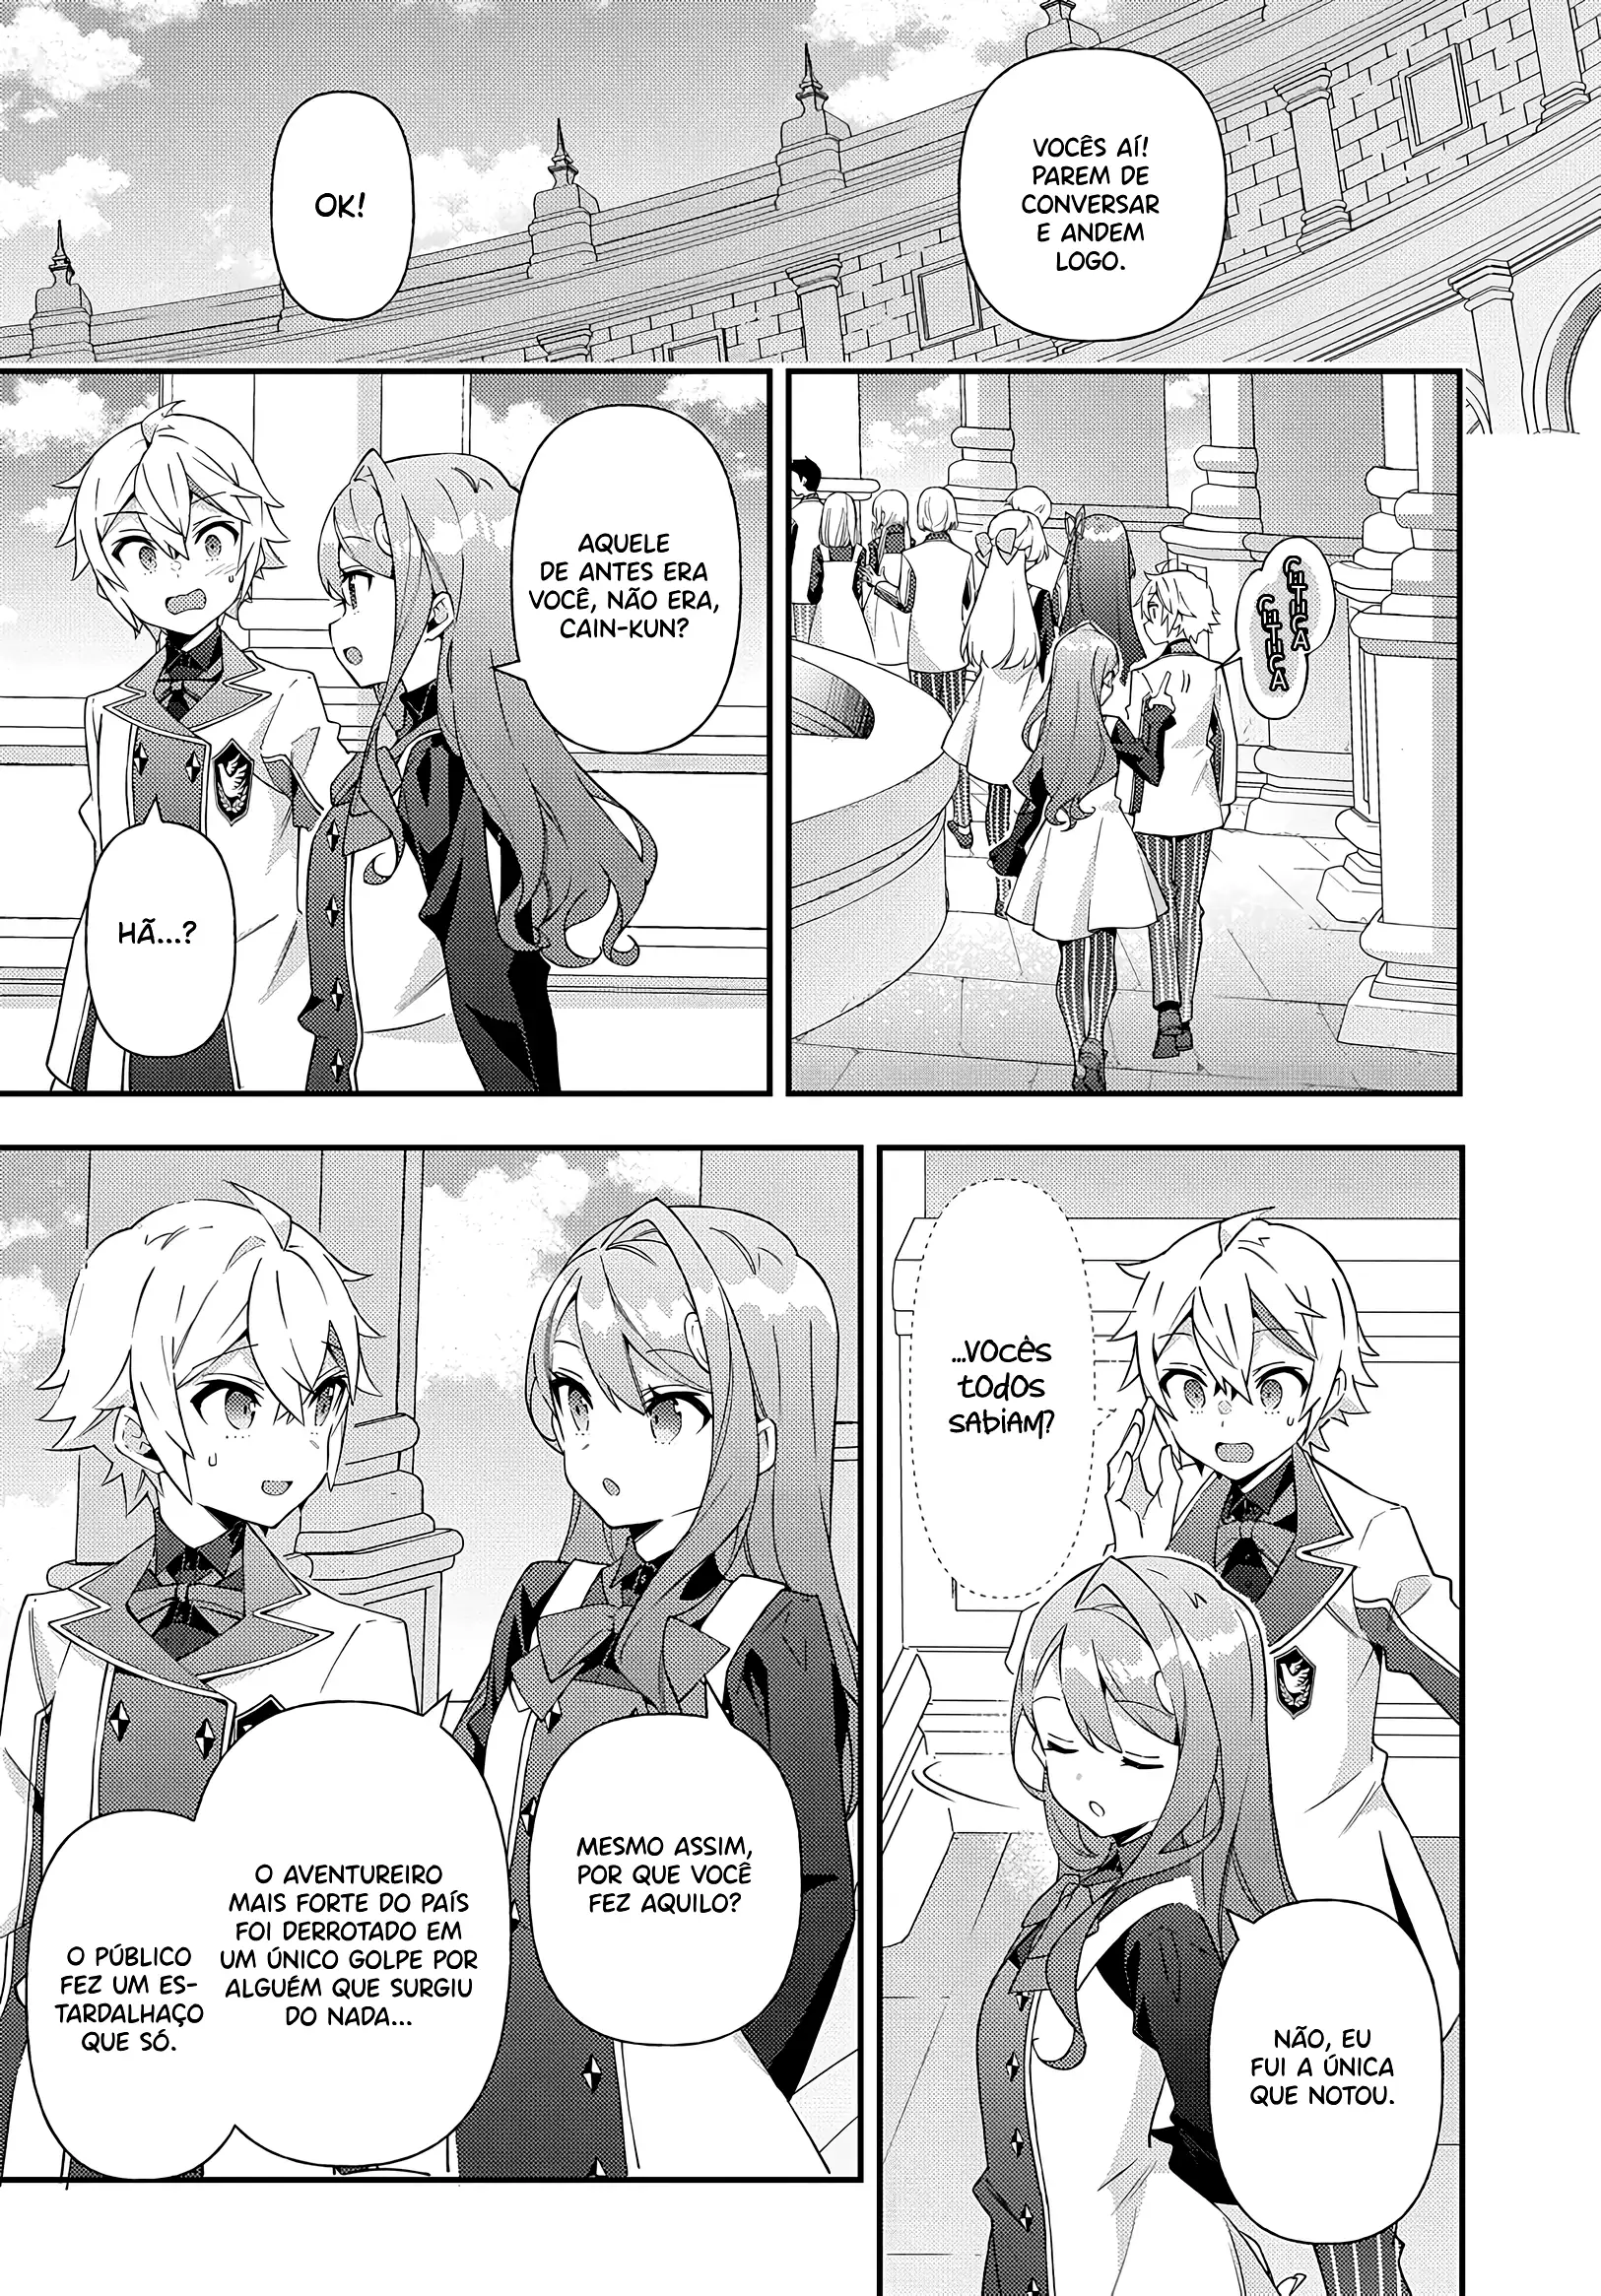 VOCÊS AÍ!
PAREM DE
CONVERSAR
E ANDEM
LOGO.
OK!
CHTCA
CHTCA
AQUELE
DE ANTES ERA
VOCÊ, NÃO ERA,
CAIN-KUN?
HÃ...?
...VOCÊS
TODOS
SABIAM?
NÃO, EU
FUI A ÚNICA
QUE NOTOU.
MESMO ASSIM,
POR QUE VOCÊ
FEZ AQUILO?
O AVENTUREIRO
MAIS FORTE DO PAÍS
FOI DERROTADO EM
UM ÚNICO GOLPE POR
ALGUÉM QUE SURGIU
DO NADA...
O PÚBLICO
FEZ UM ES-
TARDALHAÇO
QUE SÓ.